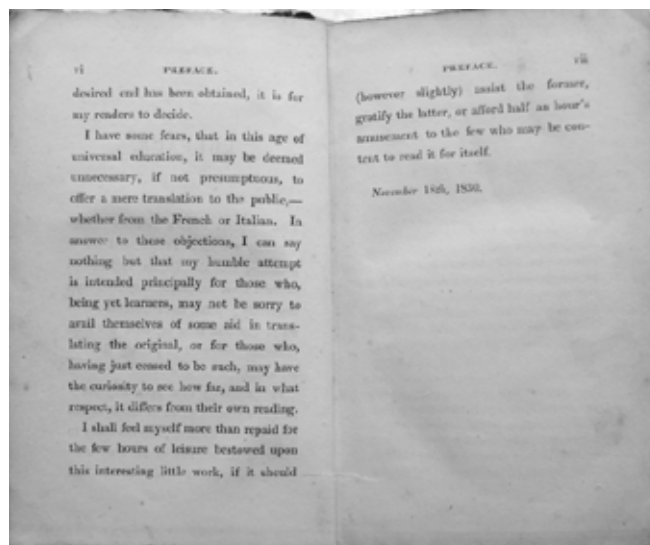 vi PREFACE.
desired end has been obtained, it is for
my readers to decide.
I have some fears, that in this age of
universal education, it may be deemed
unnecessary, if not presumptuous, to
offer a mere translation to the public,—
whether from the French or Italian. In
answer to these objections, I can say
nothing but that my humble attempt
is intended principally for those who,
being yet learners, may not be sorry to
avail themselves of some aid in trans-
lating the original, or for those who,
having just ceased to be such, may have
the curiosity to see how far, and in what
respect, it differs from their own reading.
I shall feel myself more than repaid for
the few hours of leisure bestowed upon
this interesting little work, if it should
PREFACE. vii
(however slightly) assist the former,
gratify the latter, or afford half an hour's
amusement to the few who may be con-
tent to read it for itself.
November 18th, 1850.